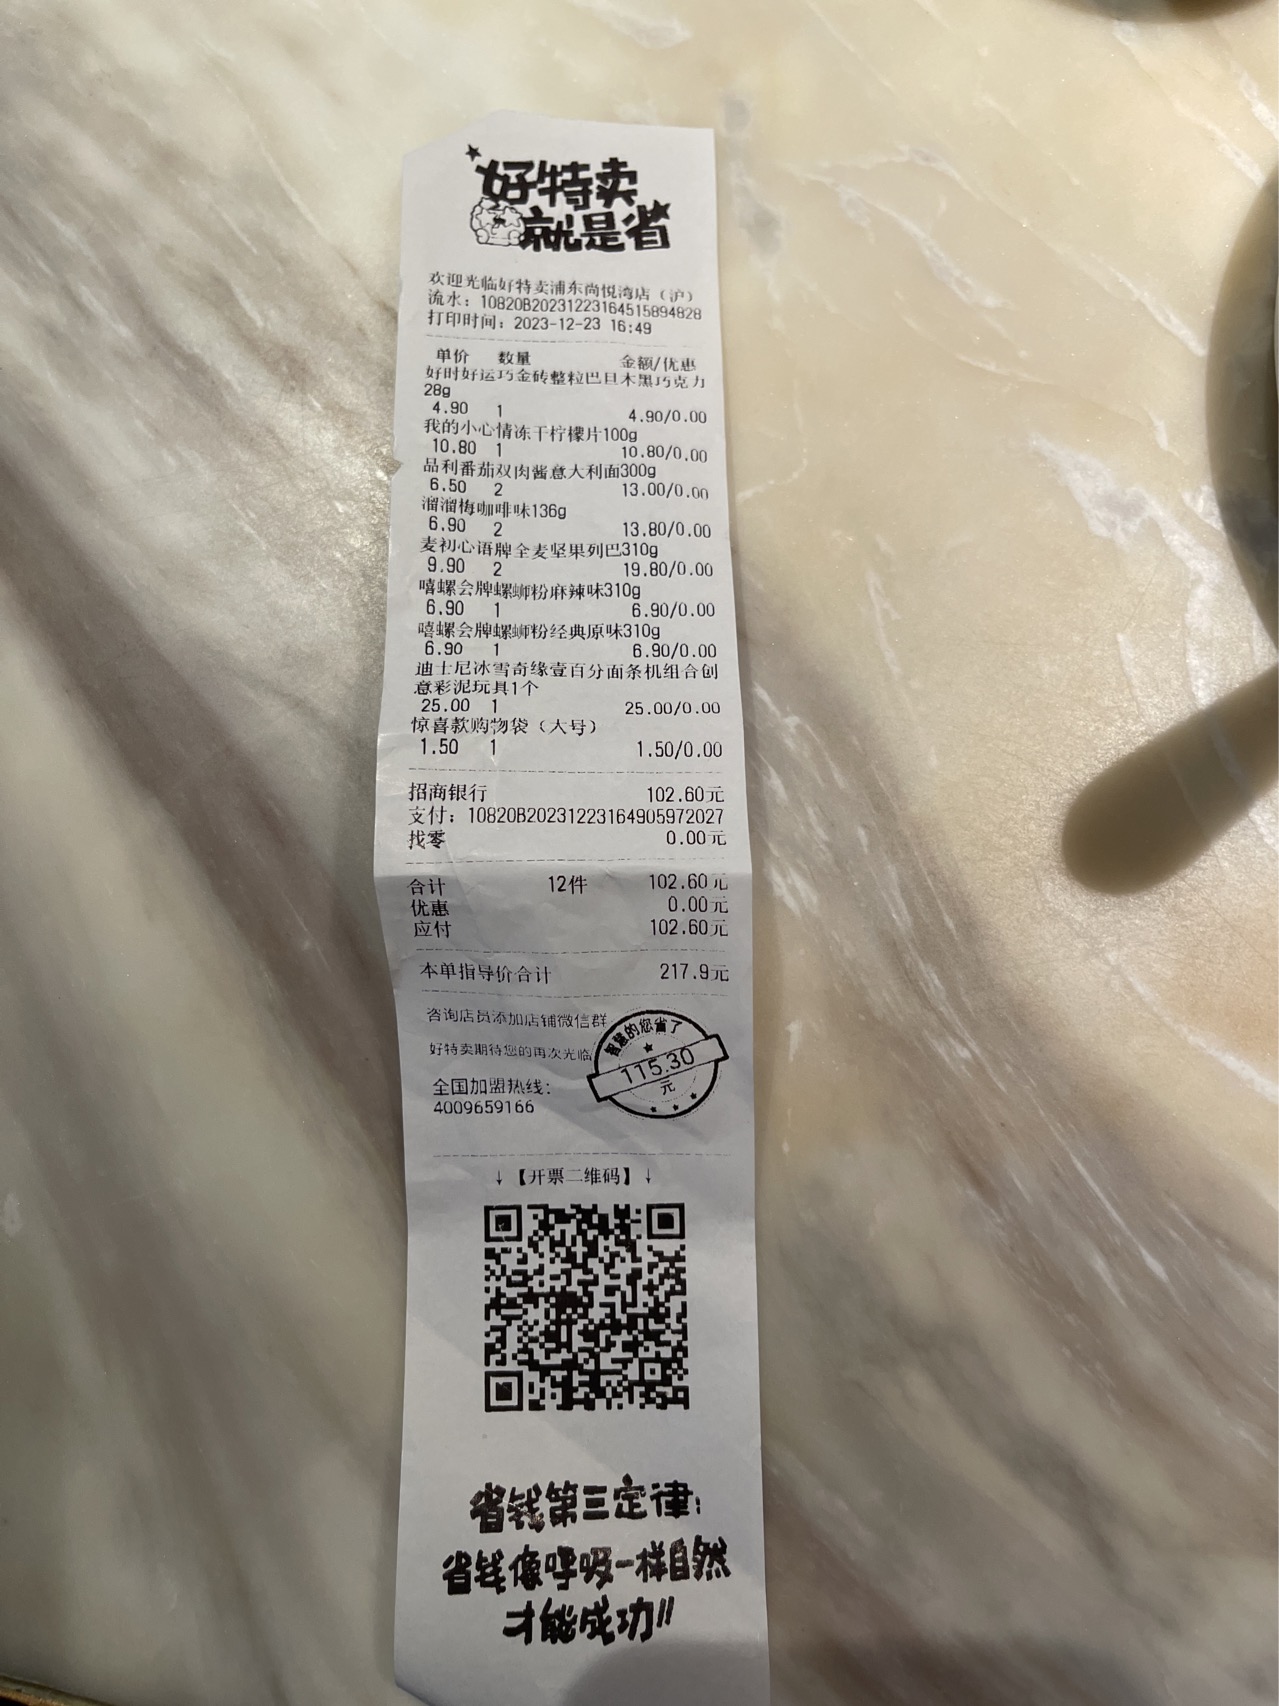 好特卖
就是省
欢迎光临好特卖浦东尚悦湾店（沪）
流水：10820B20231223164515894828
打印时间：2023-12-23 16:49
单价 数量 金额/优惠
好时好运巧金砖整粒巴旦木黑巧克力
28g
4.90 1 4.90/0.00
我的小心情冻干柠檬片100g
10.80 1 10.80/0.00
品利番茄双肉酱意大利面300g
6.50 2 13.00/0.00
溜溜梅咖啡味136g
6.90 2 13.80/0.00
麦初心语牌全麦坚果列巴310g
9.90 2 19.80/0.00
嘻螺会牌螺蛳粉麻辣味310g
6.90 1 6.90/0.00
嘻螺会牌螺蛳粉经典原味310g
6.90 1 6.90/0.00
迪士尼冰雪奇缘壹百分面条机组合创
意彩泥玩具1个
25.00 1 25.00/0.00
惊喜款购物袋（大号）
1.50 1 1.50/0.00
招商银行 102.60元
支付：10820B20231223164905972027
找零 0.00元
合计 12件 102.60元
优惠 0.00元
应付 102.60元
本单指导价合计 217.9元
咨询店员添加店铺微信群
好特卖期待您的再次光临
智慧的您省了
115.30
元
全国加盟热线：
4009659166
↓【开票二维码】↓
省钱第三定律：
省钱像呼吸一样自然
才能成功!!